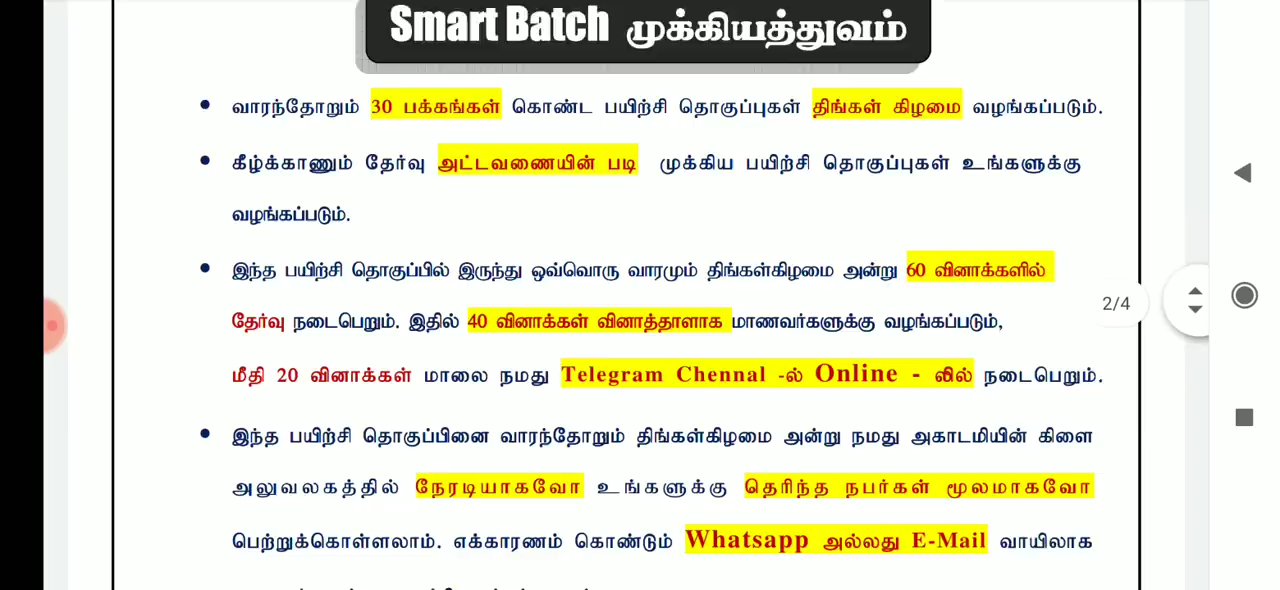 Smart Batch முக்கியத்துவம்
• வாரந்தோறும் 30 பக்கங்கள் கொண்ட பயிற்சி தொகுப்புகள் திங்கள் கிழமை வழங்கப்படும்.
• கீழ்க்காணும் தேர்வு அட்டவணையின் படி முக்கிய பயிற்சி தொகுப்புகள் உங்களுக்கு
வழங்கப்படும்.
• இந்த பயிற்சி தொகுப்பில் இருந்து ஒவ்வொரு வாரமும் திங்கள்கிழமை அன்று 60 வினாக்களில்
தேர்வு நடைபெறும். இதில் 40 வினாக்கள் வினாத்தாளாக மாணவர்களுக்கு வழங்கப்படும்,
2/4
மீதி 20 வினாக்கள் மாலை நமது Telegram Chennal -ல் Online - லில் நடைபெறும்.
• இந்த பயிற்சி தொகுப்பினை வாரந்தோறும் திங்கள்கிழமை அன்று நமது அகாடமியின் கிளை
அலுவலகத்தில் நேரடியாகவோ உங்களுக்கு தெரிந்த நபர்கள் மூலமாகவோ
பெற்றுக்கொள்ளலாம். எக்காரணம் கொண்டும் Whatsapp அல்லது E-Mail வாயிலாக